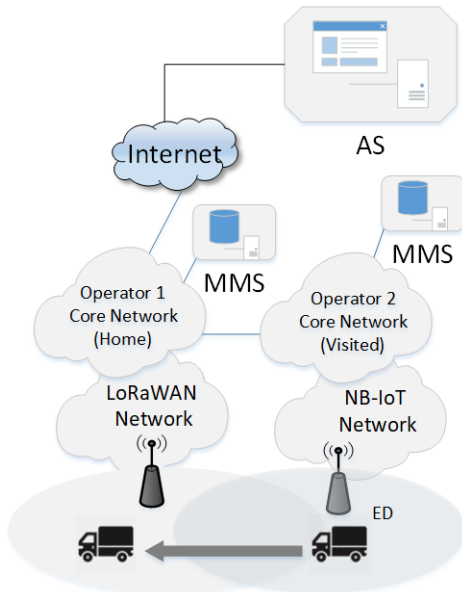 AS
Internet
MMS
MMS
Operator 1
Core Network
(Home)
Operator 2
Core Network
(Visited)
LoRaWAN
Network
NB-IoT
Network
ED